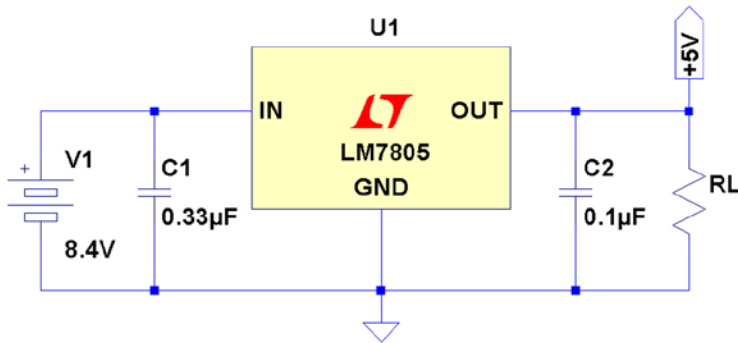 U1
+5V
IN
OUT
+
V1
C1
LM7805
C2
RL
GND
0.33µF
0.1µF
8.4V